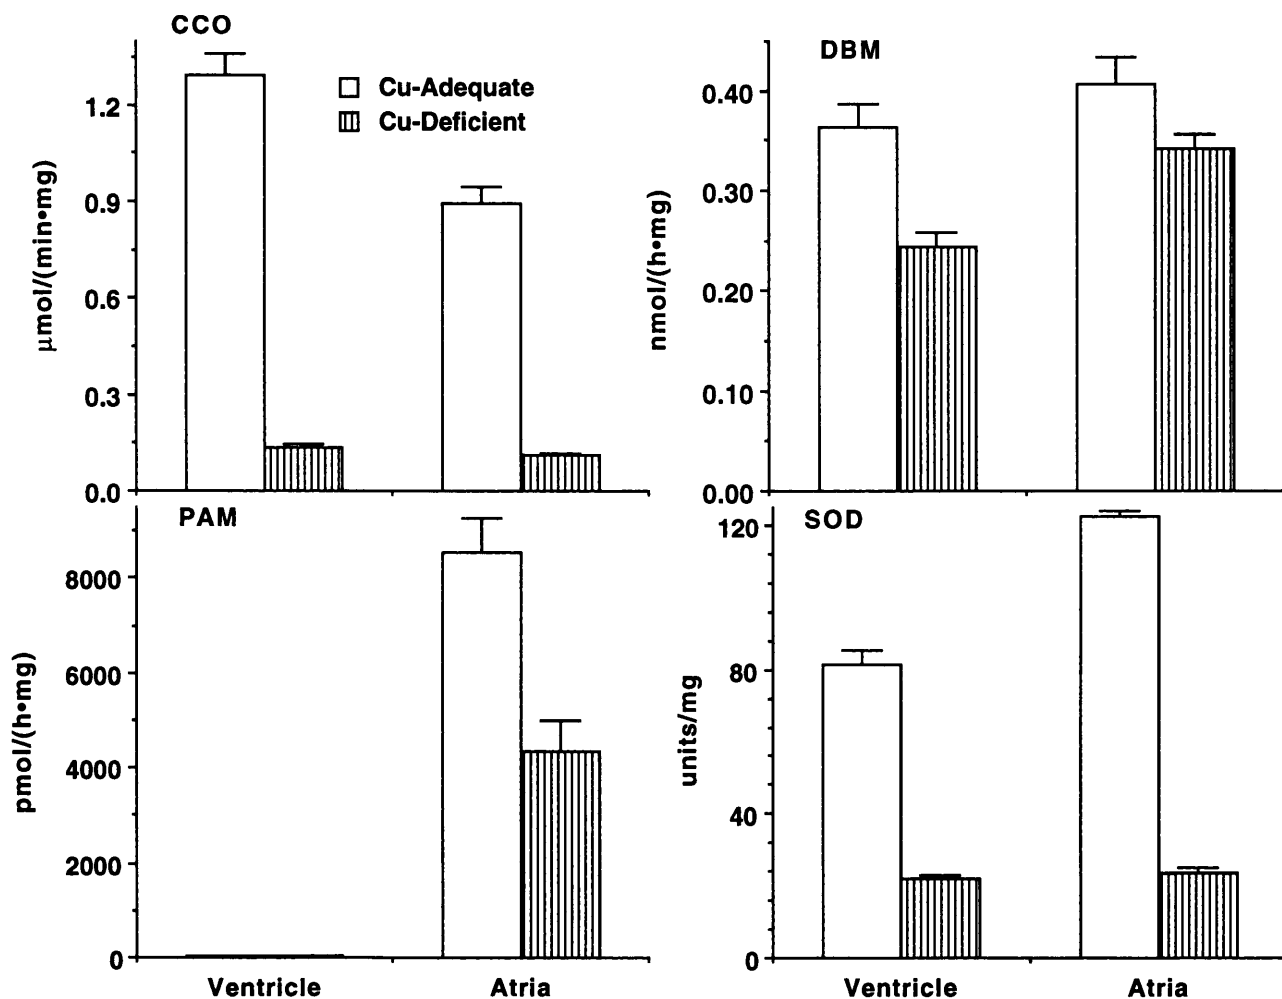 CCO
Cu-Adequate
Cu-Deficient
1.2
0.9
0.6
0.3
0.0
μmol/(min•mg)
DBM
0.40
0.30
0.20
0.10
0.00
nmol/(h•mg)
PAM
8000
6000
4000
2000
0
pmol/(h•mg)
Ventricle
Atria
SOD
120
80
40
0
units/mg
Ventricle
Atria